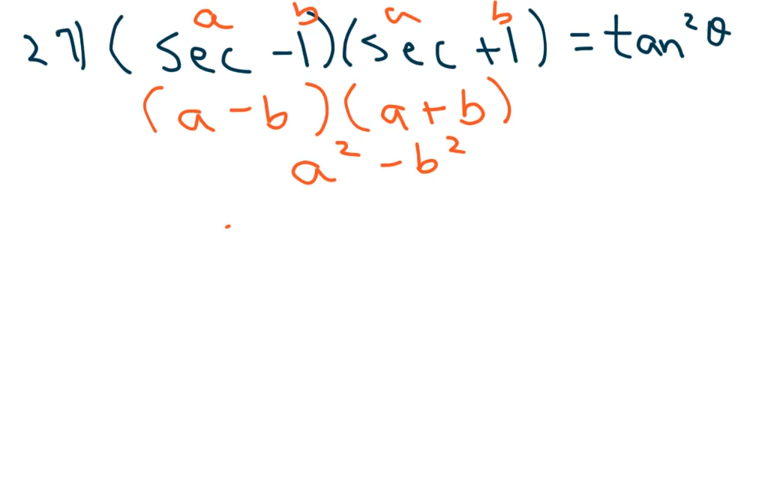 a b a b
27) (sec -1)(sec +1) = tan²θ
(a - b)(a + b)
a² - b²